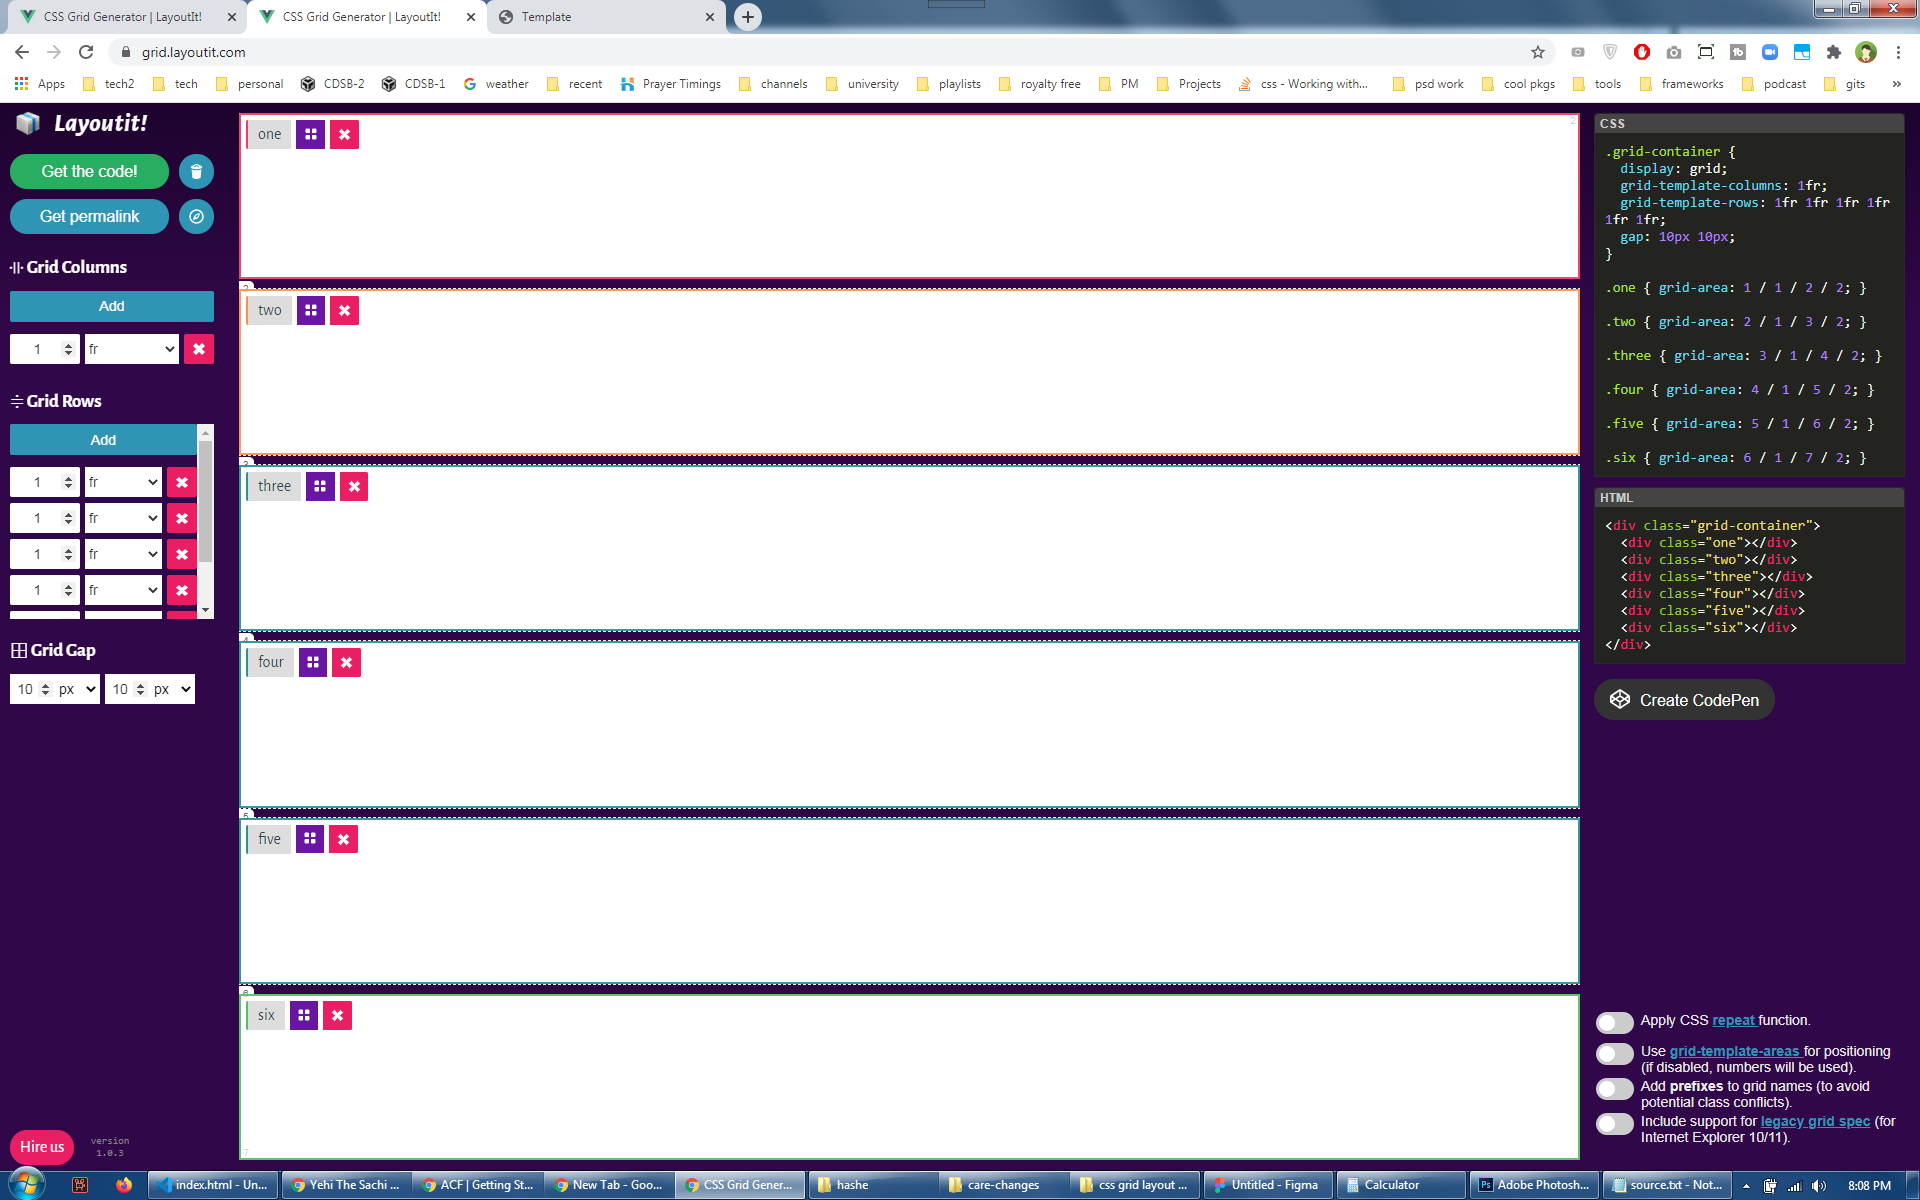 CSS Grid Generator | LayoutIt!
CSS Grid Generator | LayoutIt!
Template
grid.layoutit.com
Apps
tech2
tech
personal
CDSB-2
CDSB-1
weather
recent
Prayer Timings
channels
university
playlists
royalty free
PM
Projects
css - Working with...
psd work
cool pkgs
tools
frameworks
podcast
gits
»
Layoutit!
Get the code!
Get permalink
Grid Columns
Add
1 fr
Grid Rows
Add
1 fr
1 fr
1 fr
1 fr
Grid Gap
10 px 10 px
Hire us
version
1.0.3
one
2
two
three
4
four
5
five
6
six
7
CSS
.grid-container {
display: grid;
grid-template-columns: 1fr;
grid-template-rows: 1fr 1fr 1fr 1fr
1fr 1fr;
gap: 10px 10px;
}
.one { grid-area: 1 / 1 / 2 / 2; }
.two { grid-area: 2 / 1 / 3 / 2; }
.three { grid-area: 3 / 1 / 4 / 2; }
.four { grid-area: 4 / 1 / 5 / 2; }
.five { grid-area: 5 / 1 / 6 / 2; }
.six { grid-area: 6 / 1 / 7 / 2; }
HTML
<div class="grid-container">
<div class="one"></div>
<div class="two"></div>
<div class="three"></div>
<div class="four"></div>
<div class="five"></div>
<div class="six"></div>
</div>
Create CodePen
Apply CSS repeat function.
Use grid-template-areas for positioning
(if disabled, numbers will be used).
Add prefixes to grid names (to avoid
potential class conflicts).
Include support for legacy grid spec (for
Internet Explorer 10/11).
index.html - Un...
Yehi The Sachi ...
ACF | Getting St...
New Tab - Goo...
CSS Grid Gener...
hashe
care-changes
css grid layout ...
Untitled - Figma
Calculator
Adobe Photosh...
source.txt - Not...
8:08 PM